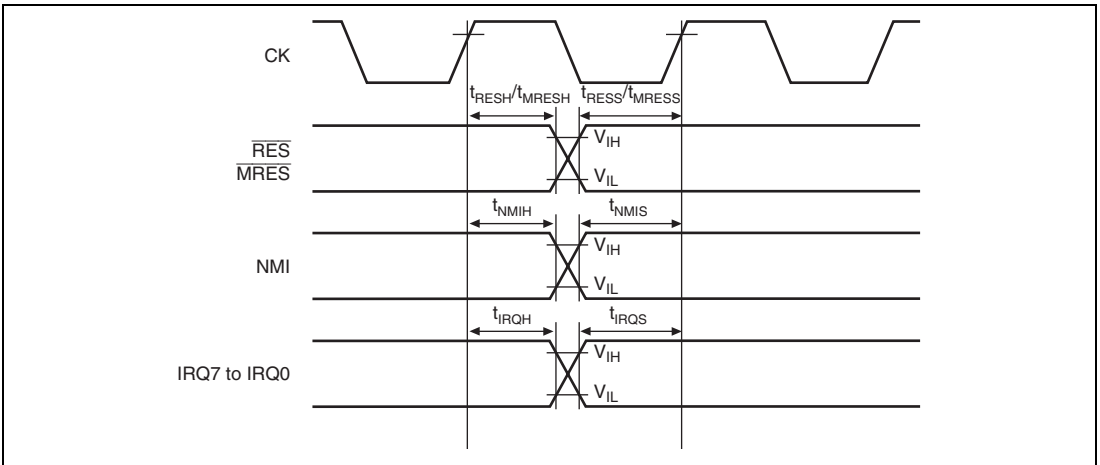 CK
tRESH/tMRESH tRESS/tMRESS
RES
MRES
VIH
VIL
tNMIH tNMIS
NMI
VIH
VIL
tIRQH tIRQS
IRQ7 to IRQ0
VIH
VIL